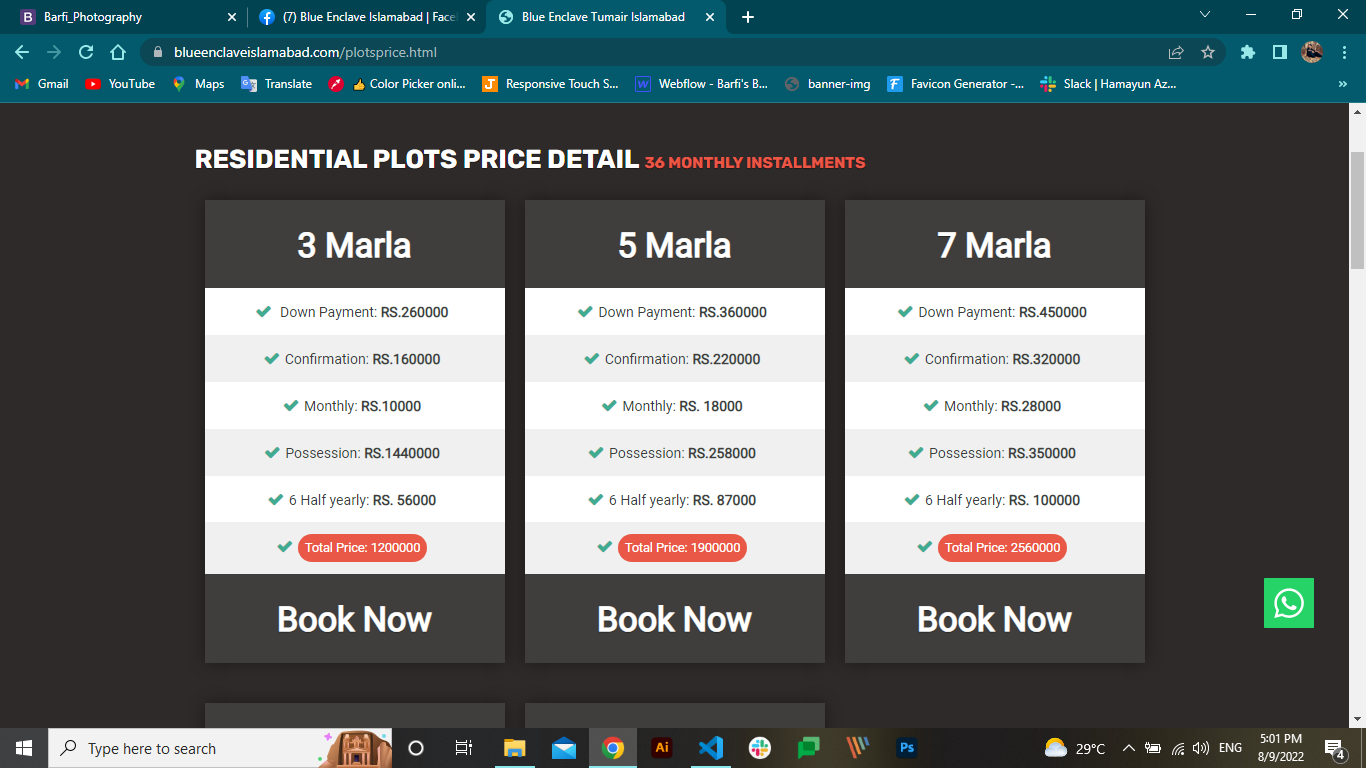 Barfi_Photography
(7) Blue Enclave Islamabad | Face
Blue Enclave Tumair Islamabad
blueenclaveislamabad.com/plotsprice.html
Gmail
YouTube
Maps
Translate
Color Picker onli...
Responsive Touch S...
Webflow - Barfi's B...
banner-img
Favicon Generator -...
Slack | Hamayun Az...
»
RESIDENTIAL PLOTS PRICE DETAIL 36 MONTHLY INSTALLMENTS
3 Marla
Down Payment: RS.260000
Confirmation: RS.160000
Monthly: RS.10000
Possession: RS.1440000
6 Half yearly: RS. 56000
Total Price: 1200000
Book Now
5 Marla
Down Payment: RS.360000
Confirmation: RS.220000
Monthly: RS. 18000
Possession: RS.258000
6 Half yearly: RS. 87000
Total Price: 1900000
Book Now
7 Marla
Down Payment: RS.450000
Confirmation: RS.320000
Monthly: RS.28000
Possession: RS.350000
6 Half yearly: RS. 100000
Total Price: 2560000
Book Now
Type here to search
Ai
Ps
29°C
ENG
5:01 PM
8/9/2022
4